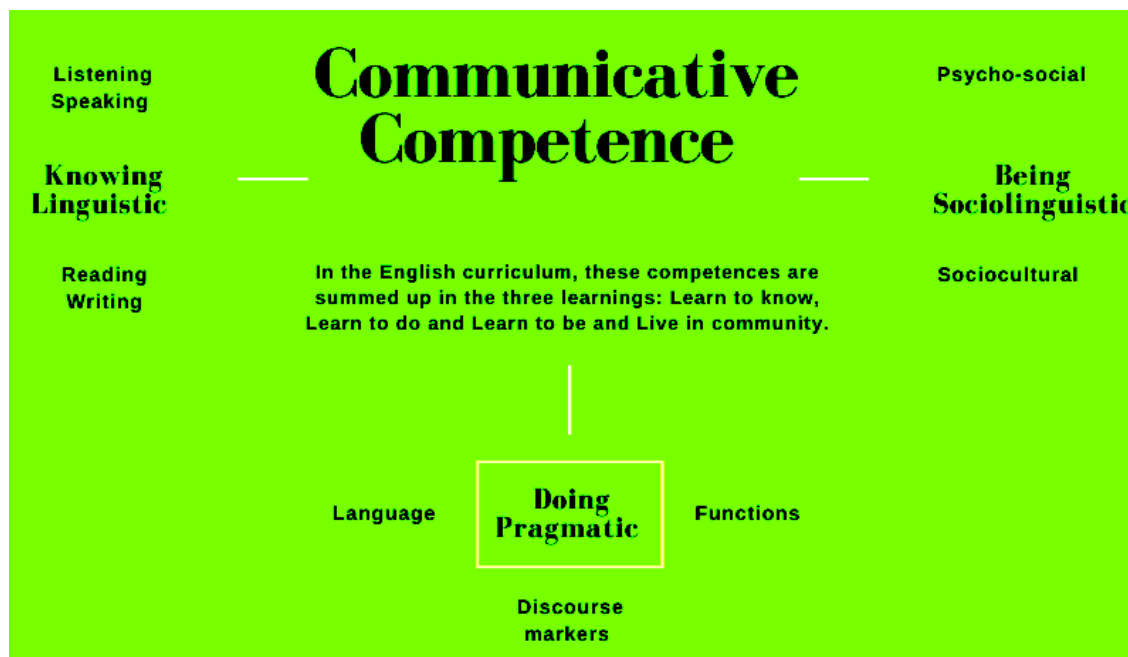 Communicative
Competence
Listening
Speaking
Knowing
Linguistic
Reading
Writing
Psycho-social
Being
Sociolinguistic
Sociocultural
In the English curriculum, these competences are
summed up in the three learnings: Learn to know,
Learn to do and Learn to be and Live in community.
Language
Doing
Pragmatic
Functions
Discourse
markers